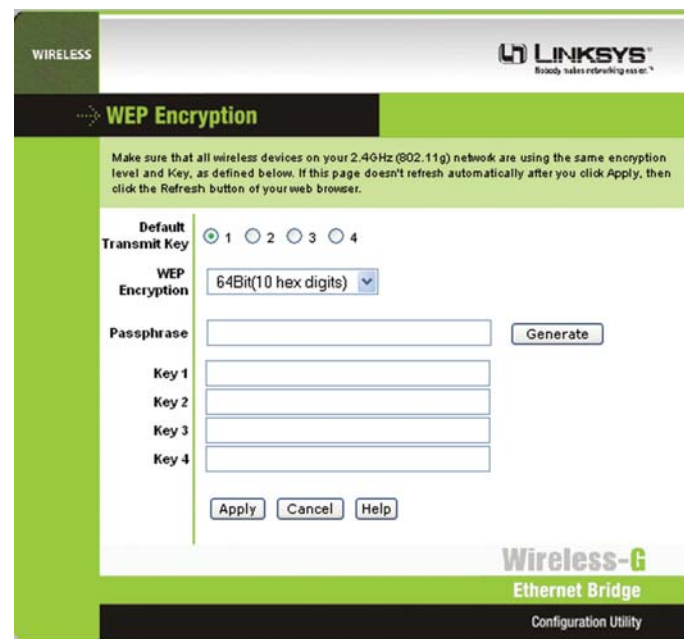 WIRELESS
LINKSYS®
Nobody makes networking easier.™
WEP Encryption
Make sure that all wireless devices on your 2.4GHz (802.11g) network are using the same encryption
level and Key, as defined below. If this page doesn't refresh automatically after you click Apply, then
click the Refresh button of your web browser.
Default
Transmit Key
1 2 3 4
WEP
Encryption
64Bit(10 hex digits)
Passphrase
Generate
Key 1
Key 2
Key 3
Key 4
Apply Cancel Help
Wireless-G
Ethernet Bridge
Configuration Utility